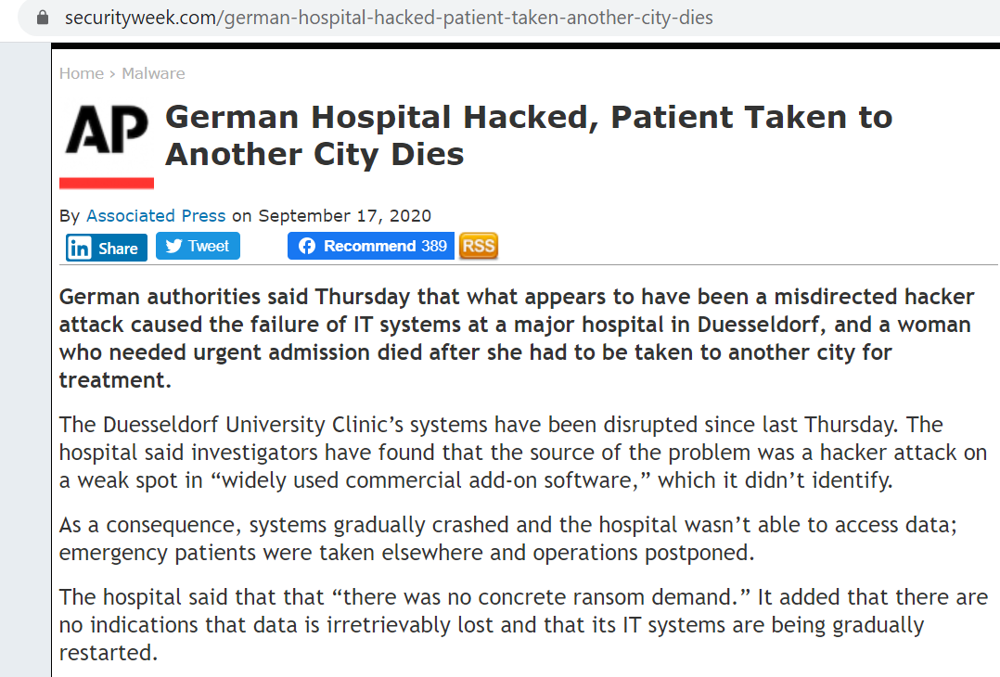 securityweek.com/german-hospital-hacked-patient-taken-another-city-dies
Home › Malware
AP
German Hospital Hacked, Patient Taken to
Another City Dies
By Associated Press on September 17, 2020
in Share
Tweet
Recommend 389
RSS
German authorities said Thursday that what appears to have been a misdirected hacker
attack caused the failure of IT systems at a major hospital in Duesseldorf, and a woman
who needed urgent admission died after she had to be taken to another city for
treatment.
The Duesseldorf University Clinic’s systems have been disrupted since last Thursday. The
hospital said investigators have found that the source of the problem was a hacker attack on
a weak spot in “widely used commercial add-on software,” which it didn’t identify.
As a consequence, systems gradually crashed and the hospital wasn’t able to access data;
emergency patients were taken elsewhere and operations postponed.
The hospital said that that “there was no concrete ransom demand.” It added that there are
no indications that data is irretrievably lost and that its IT systems are being gradually
restarted.